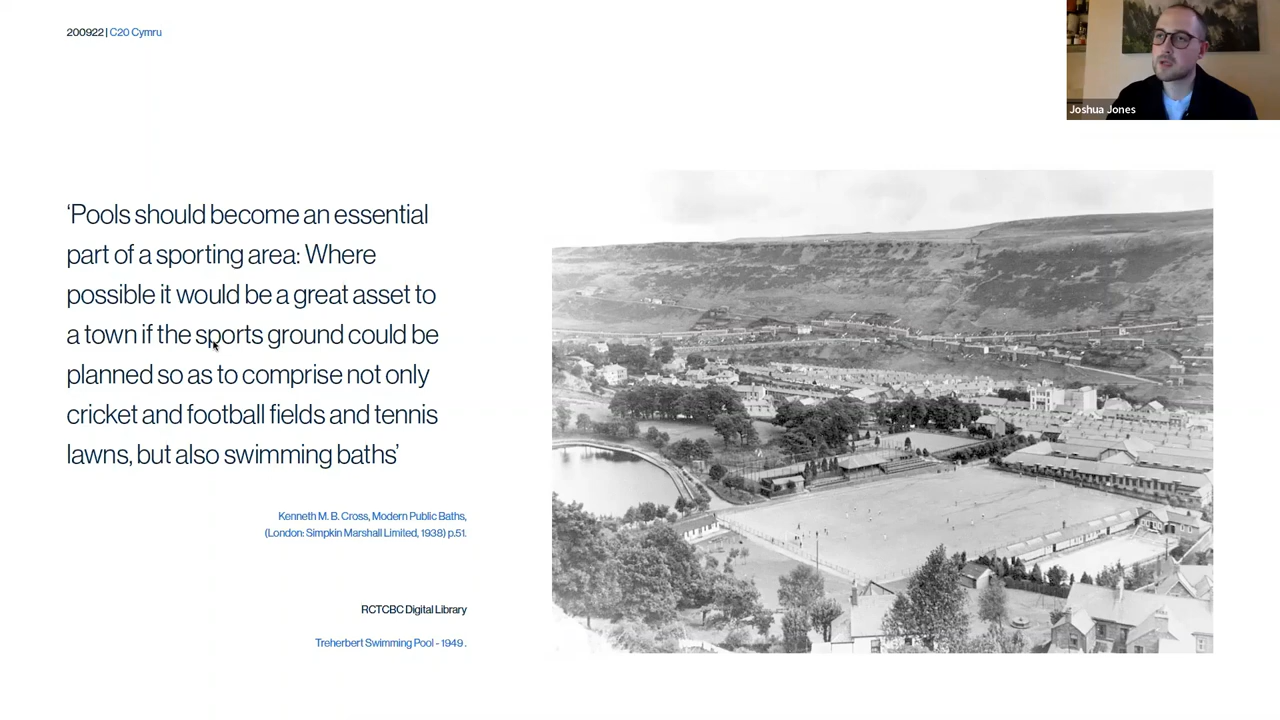 200922 | C20 Cymru
Joshua Jones
‘Pools should become an essential
part of a sporting area: Where
possible it would be a great asset to
a town if the sports ground could be
planned so as to comprise not only
cricket and football fields and tennis
lawns, but also swimming baths’
Kenneth M. B. Cross, Modern Public Baths,
(London: Simpkin Marshall Limited, 1938) p.51.
RCTCBC Digital Library
Treherbert Swimming Pool - 1949 .